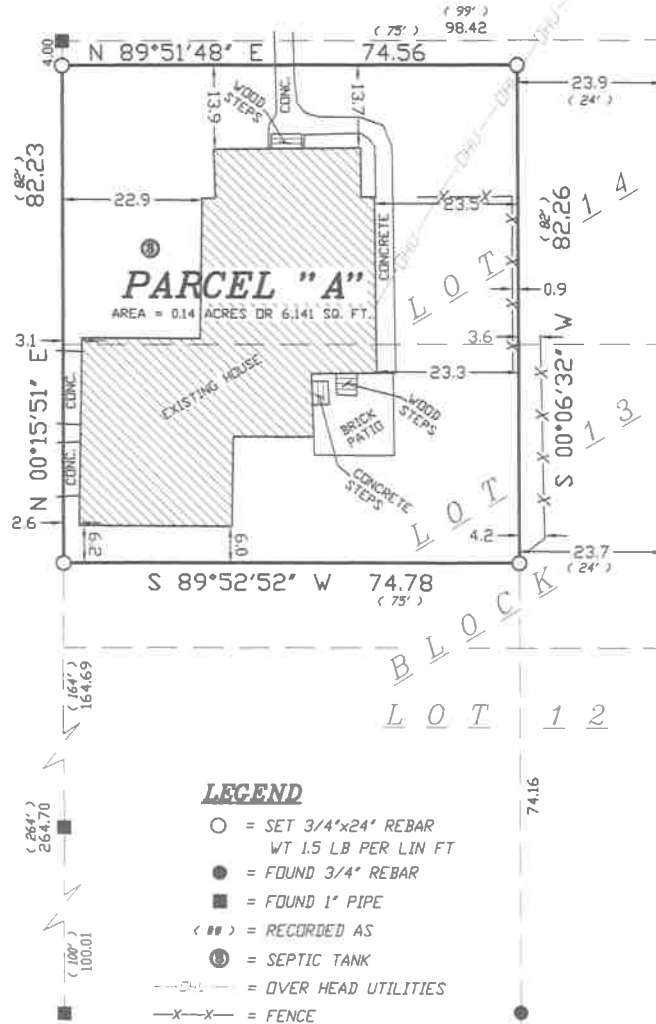 ( 99' )
( 75' ) 98.42
4.00
N 89°51'48" E 74.56
OHU
OHU
OHU
OHU
23.9
( 24' )
WOOD STEPS
CONC.
13.9
13.7
( 82' )
82.23
22.9
23.5
( 82' )
82.26
CONCRETE
S
PARCEL "A"
AREA = 0.14 ACRES OR 6,141 SQ. FT.
LOT 14
0.9
3.1
3.6
EXISTING HOUSE
23.3
N 00°15'51" E
S 00°06'32" W
CONC.
CONC.
WOOD STEPS
BRICK PATIO
CONCRETE STEPS
LOT 13
2.6
6.2
6.0
4.2
23.7
( 24' )
S 89°52'52" W 74.78
( 75' )
BLOCK
LOT 12
( 164' )
164.69
74.16
( 264' )
264.70
( 100' )
100.01
LEGEND
= SET 3/4"x24" REBAR
WT 1.5 LB PER LIN FT
= FOUND 3/4" REBAR
= FOUND 1" PIPE
( ## ) = RECORDED AS
S = SEPTIC TANK
OHU = OVER HEAD UTILITIES
X X = FENCE